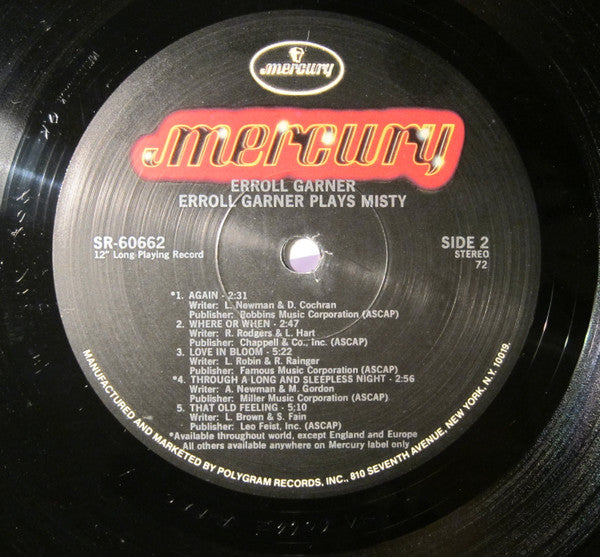 mercury
mercury
ERROLL GARNER
ERROLL GARNER PLAYS MISTY
SR-60662
12" Long Playing Record
SIDE 2
STEREO
72
*1. AGAIN - 2:31
Writer: L. Newman & D. Cochran
Publisher: Bobbins Music Corporation (ASCAP)
2. WHERE OR WHEN - 2:47
Writer: R. Rodgers & L. Hart
Publisher: Chappell & Co., Inc. (ASCAP)
3. LOVE IN BLOOM - 5:22
Writer: L. Robin & R. Rainger
Publisher: Famous Music Corporation (ASCAP)
*4. THROUGH A LONG AND SLEEPLESS NIGHT - 2:56
Writer: A. Newman & M. Gordon
Publisher: Miller Music Corporation (ASCAP)
5. THAT OLD FEELING - 5:10
Writer: L. Brown & S. Fain
Publisher: Leo Feist, Inc. (ASCAP)
*Available throughout world, except England and Europe
All others available anywhere on Mercury label only
MANUFACTURED AND MARKETED BY POLYGRAM RECORDS, INC., 810 SEVENTH AVENUE, NEW YORK, N.Y. 10019.